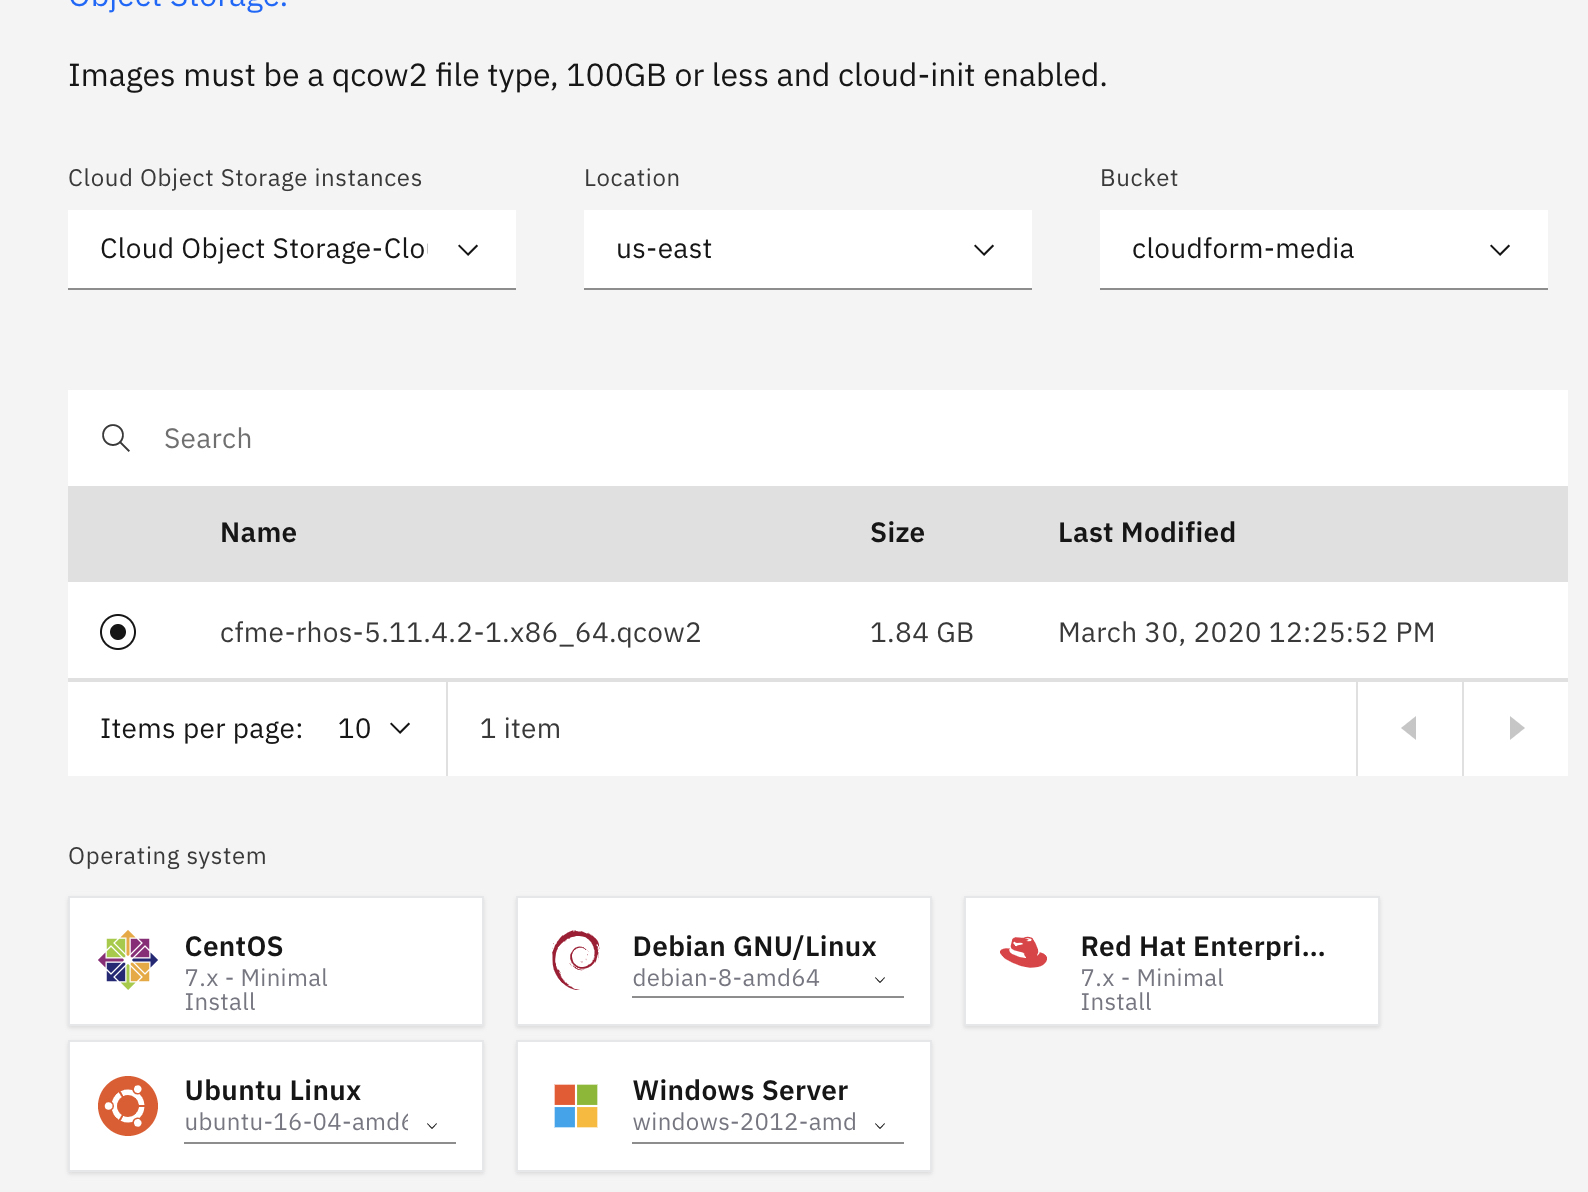 Object Storage.
Images must be a qcow2 file type, 100GB or less and cloud-init enabled.
Cloud Object Storage instances
Location
Bucket
Cloud Object Storage-Clo
us-east
cloudform-media
Search
Name
Size
Last Modified
cfme-rhos-5.11.4.2-1.x86_64.qcow2
1.84 GB
March 30, 2020 12:25:52 PM
Items per page:
10
1 item
Operating system
CentOS
7.x - Minimal
Install
Debian GNU/Linux
debian-8-amd64
Red Hat Enterpri...
7.x - Minimal
Install
Ubuntu Linux
ubuntu-16-04-amd6
Windows Server
windows-2012-amd